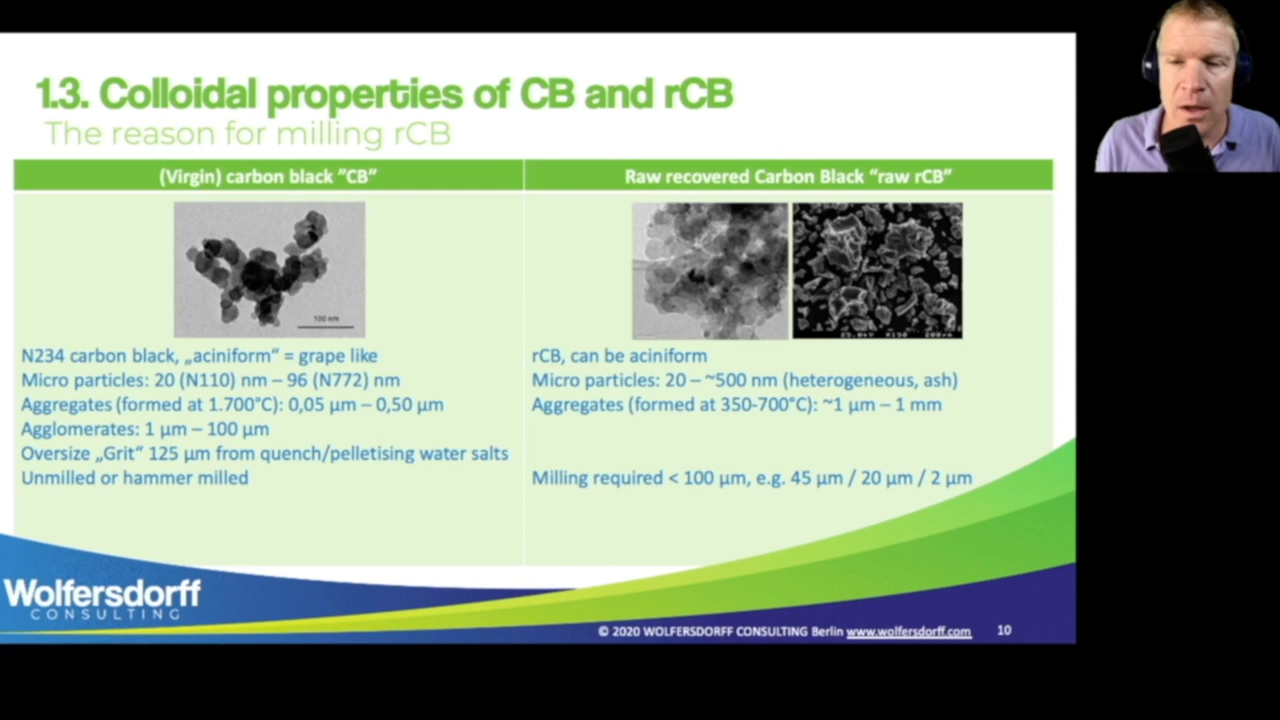 1.3. Colloidal properties of CB and rCB
The reason for milling rCB
(Virgin) carbon black "CB"
Raw recovered Carbon Black "raw rCB"
100 nm
25.0kV X150 200um
N234 carbon black, „aciniform“ = grape like
Micro particles: 20 (N110) nm – 96 (N772) nm
Aggregates (formed at 1.700°C): 0,05 µm – 0,50 µm
Agglomerates: 1 µm – 100 µm
Oversize „Grit“ 125 µm from quench/pelletising water salts
Unmilled or hammer milled
rCB, can be aciniform
Micro particles: 20 – ~500 nm (heterogeneous, ash)
Aggregates (formed at 350-700°C): ~1 µm – 1 mm
Milling required < 100 µm, e.g. 45 µm / 20 µm / 2 µm
Wolfersdorff
CONSULTING
© 2020 WOLFERSDORFF CONSULTING Berlin www.wolfersdorff.com
10